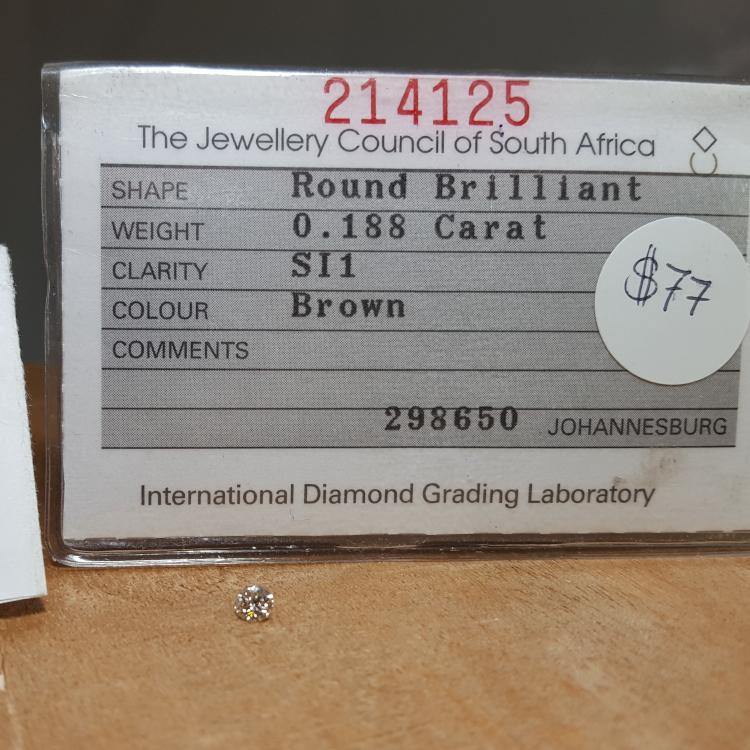 214125
The Jewellery Council of South Africa
SHAPE Round Brilliant
WEIGHT 0.188 Carat
CLARITY SI1
COLOUR Brown
$77
COMMENTS
298650 JOHANNESBURG
International Diamond Grading Laboratory